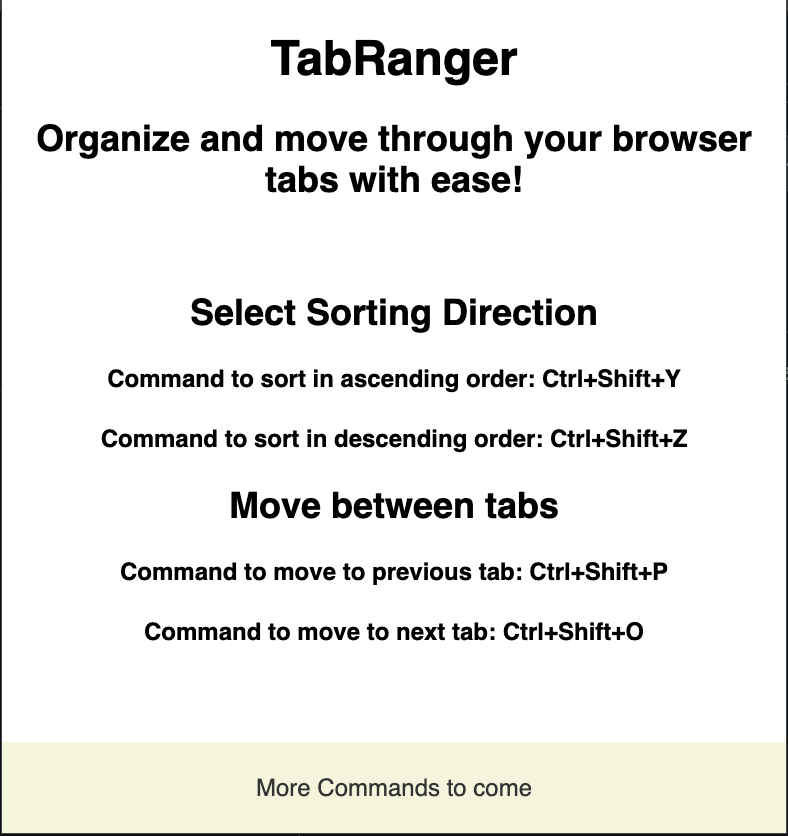 TabRanger
Organize and move through your browser
tabs with ease!
Select Sorting Direction
Command to sort in ascending order: Ctrl+Shift+Y
Command to sort in descending order: Ctrl+Shift+Z
Move between tabs
Command to move to previous tab: Ctrl+Shift+P
Command to move to next tab: Ctrl+Shift+O
More Commands to come